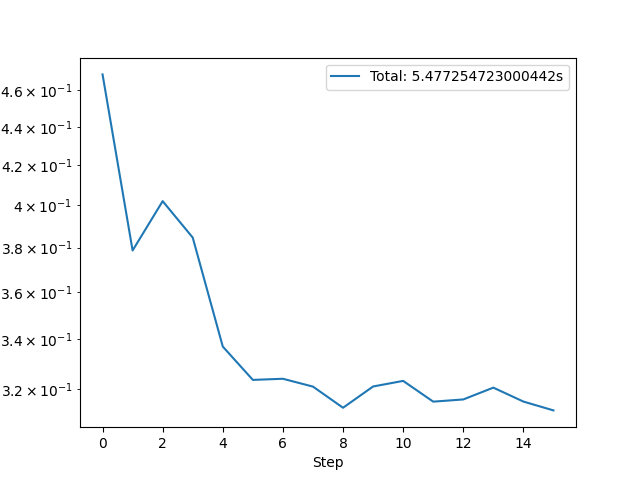 Total: 5.477254723000442s
4.6 × 10⁻¹
4.4 × 10⁻¹
4.2 × 10⁻¹
4 × 10⁻¹
3.8 × 10⁻¹
3.6 × 10⁻¹
3.4 × 10⁻¹
3.2 × 10⁻¹
0 2 4 6 8 10 12 14
Step